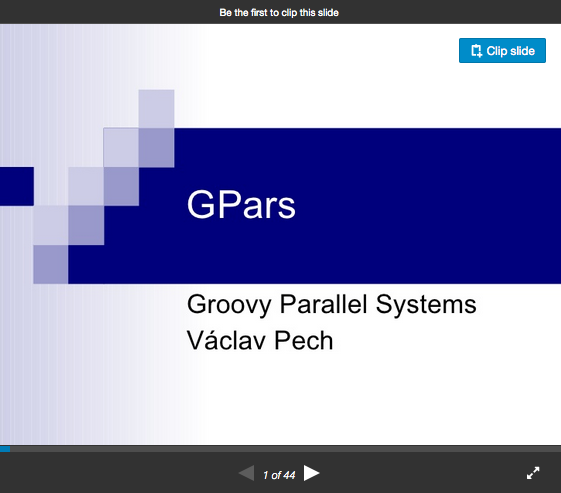 Be the first to clip this slide
Clip slide
GPars
Groovy Parallel Systems
Václav Pech
1 of 44